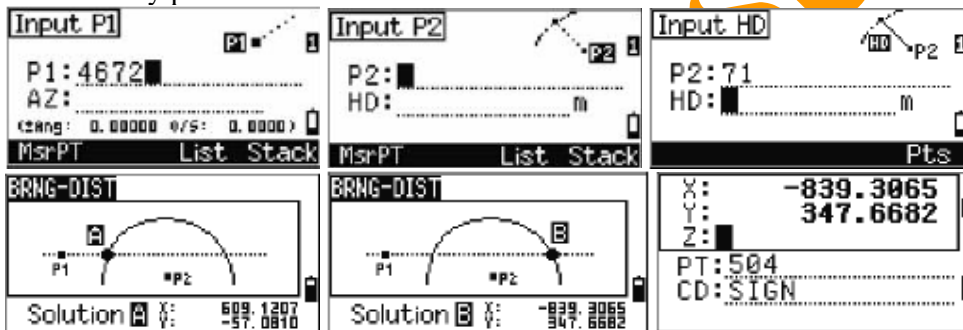 Input P1
P1
1
P1:4672
AZ:
(±Ang: 0.00000 O/S: 0.0000)
MsrPT List Stack
Input P2
P2
1
P2:
HD: m
MsrPT List Stack
Input HD
HD
P2
1
P2:71
HD: m
Pts
BRNG-DIST
A
P1
P2
Solution A X: 609.1207
Y: -57.0810
BRNG-DIST
B
P1
P2
Solution B X: -839.3065
Y: 347.6682
X: -839.3065
Y: 347.6682
Z:
PT:504
CD:SIGN